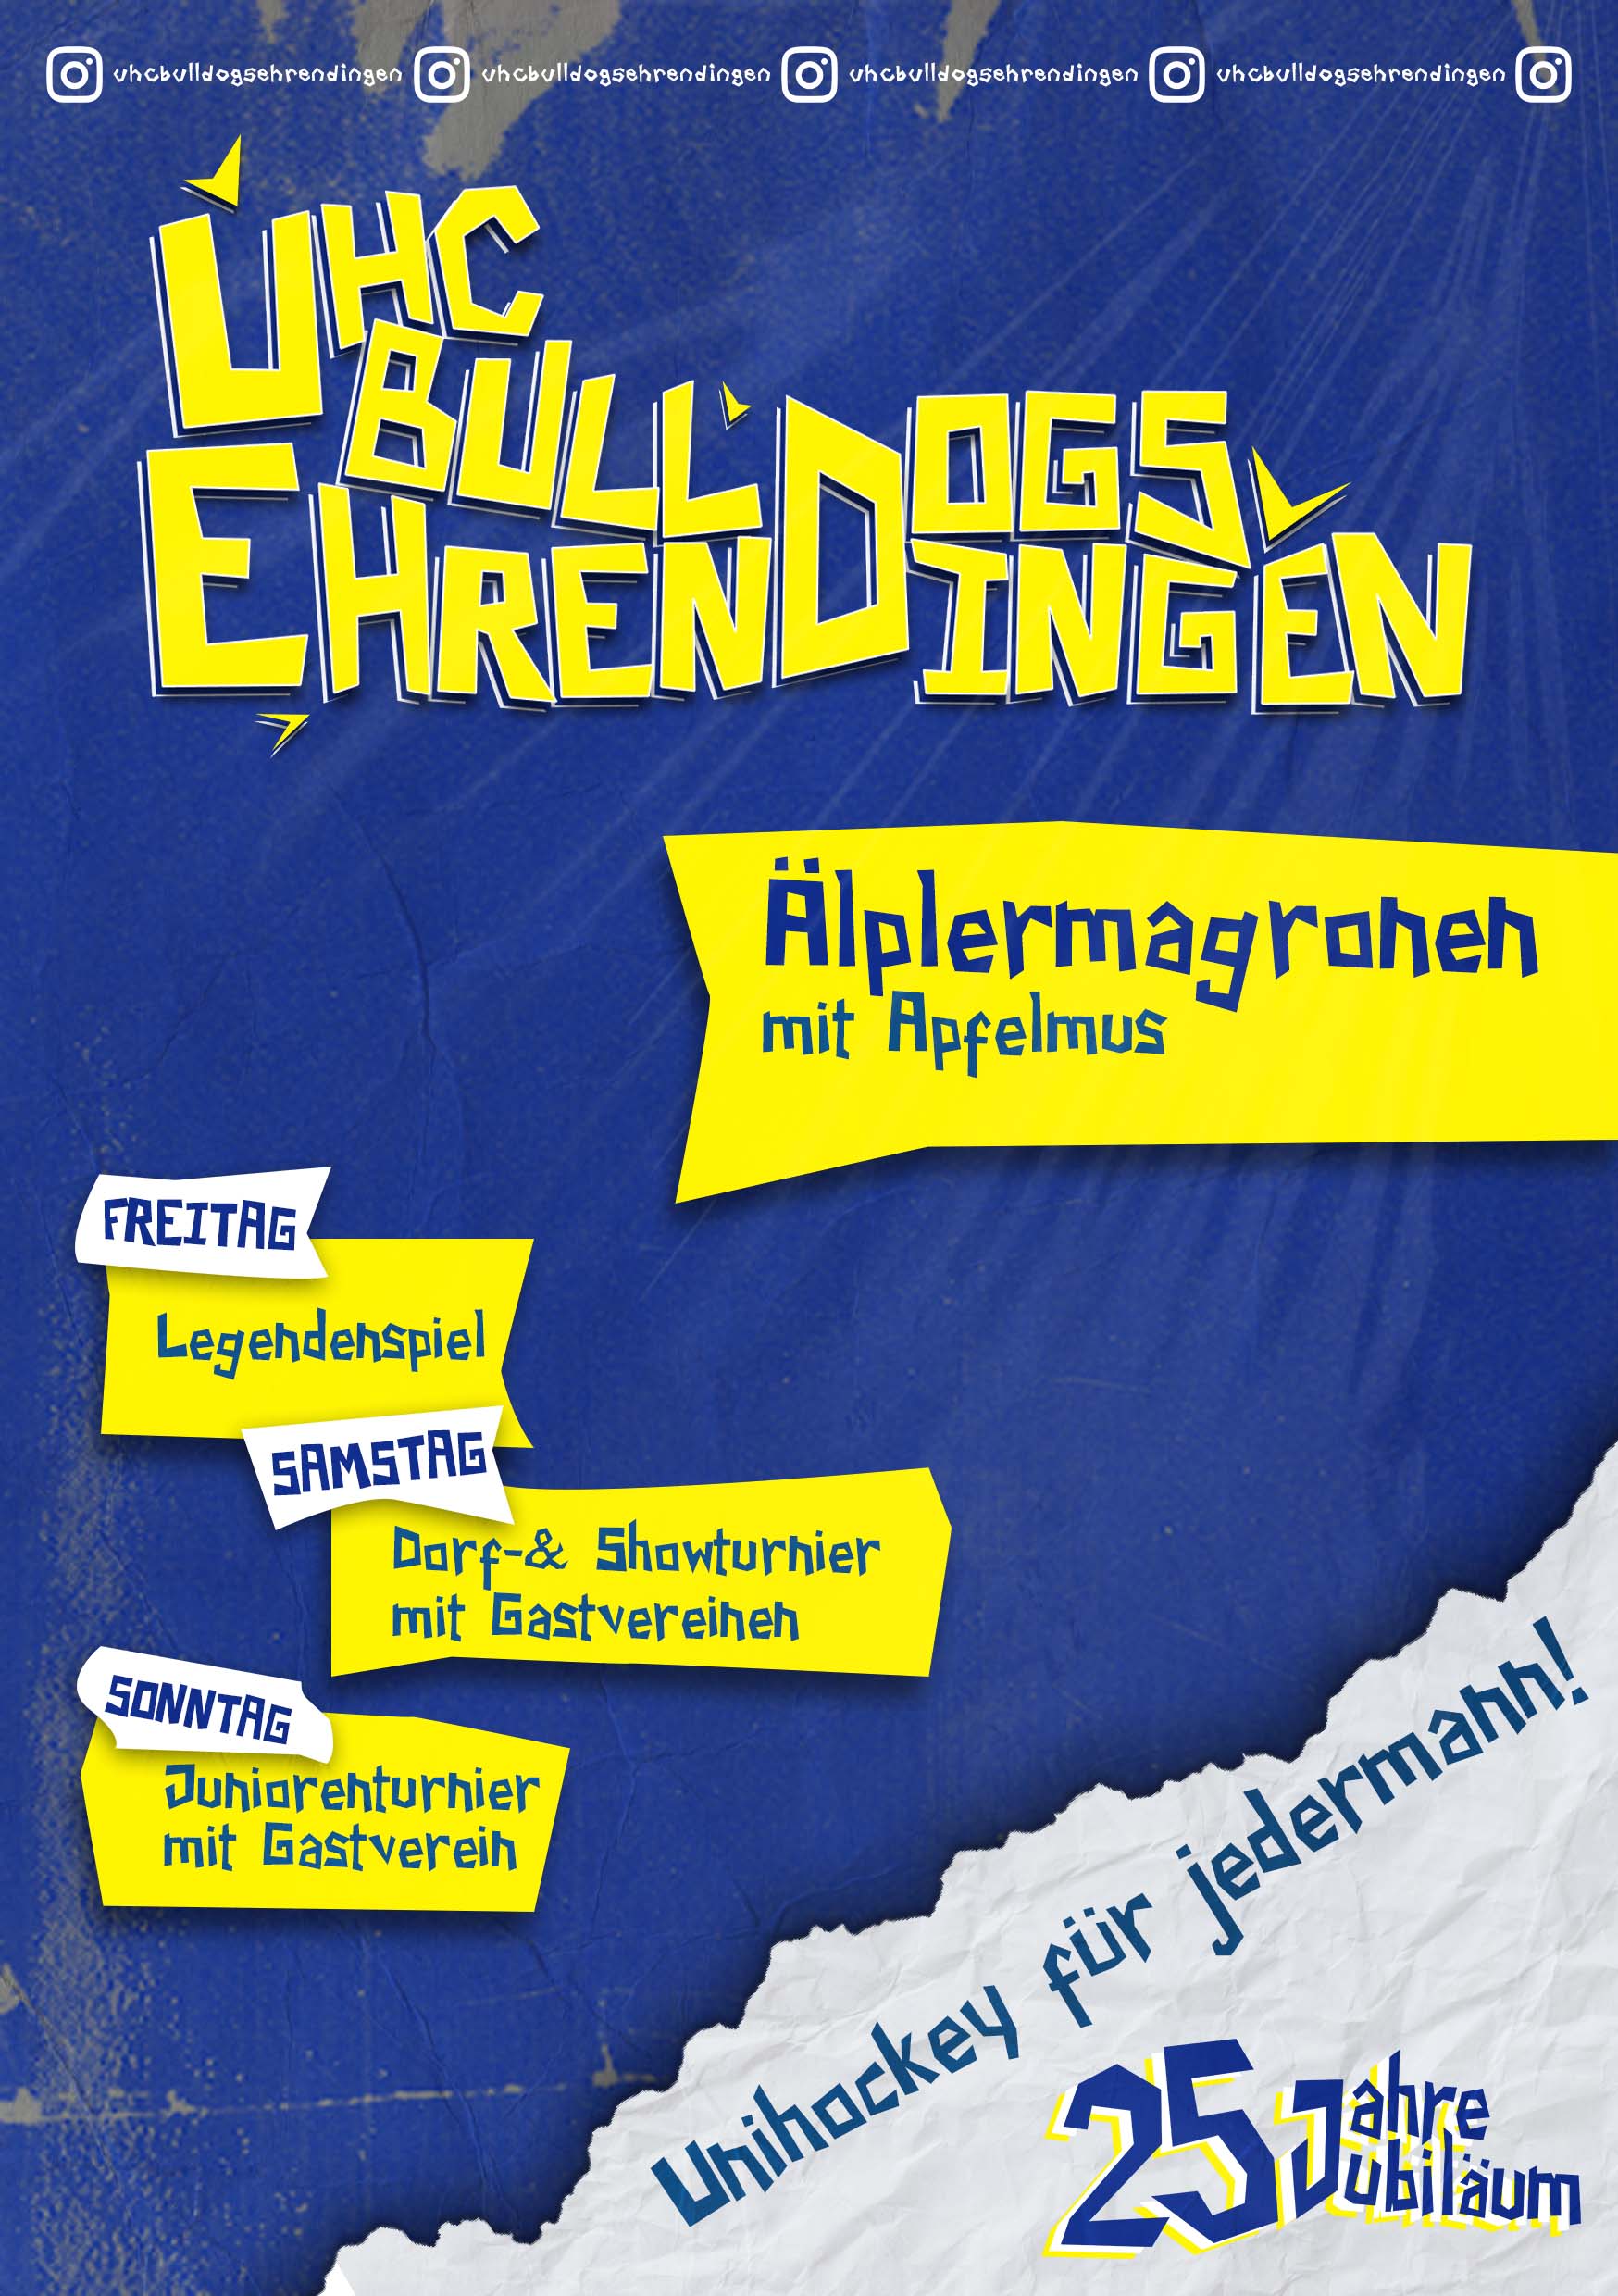 uhcbulldogsehrendingen uhcbulldogsehrendingen uhcbulldogsehrendingen uhcbulldogsehrendingen
UHC
BULLDOGS
EHRENDINGEN
Älplermagronen
mit Apfelmus
FREITAG
Legendenspiel
SAMSTAG
Dorf-& Showturnier
mit Gastvereinen
SONNTAG
Juniorenturnier
mit Gastverein
Unihockey für jedermann!
25 Jahre
Jubiläum